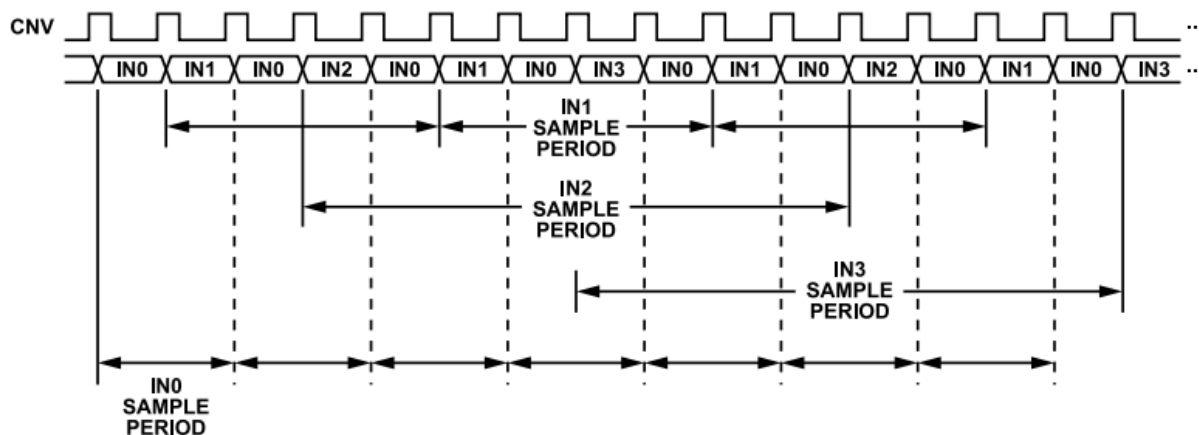 CNV
..
IN0 IN1 IN0 IN2 IN0 IN1 IN0 IN3 IN0 IN1 IN0 IN2 IN0 IN1 IN0 IN3 ..
IN1
SAMPLE
PERIOD
IN2
SAMPLE
PERIOD
IN3
SAMPLE
PERIOD
IN0
SAMPLE
PERIOD